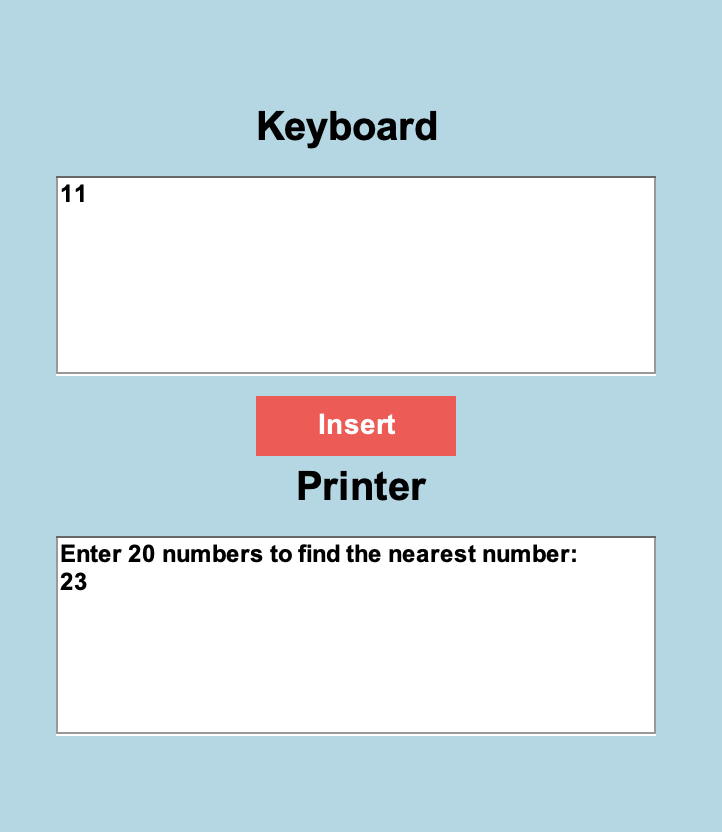 Keyboard
11
Insert
Printer
Enter 20 numbers to find the nearest number:
23